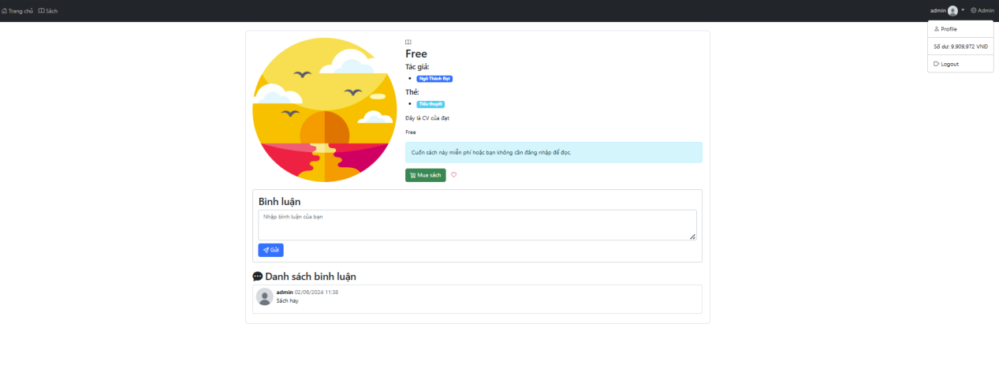 Trang chủ Sách admin Admin
Profile
Số dư: 9,909,972 VNĐ
Logout
Free
Tác giả:
Ngô Thành Đạt
Thẻ:
Tiểu thuyết
Đây là CV của đạt
Free
Cuốn sách này miễn phí hoặc bạn không cần đăng nhập để đọc.
Mua sách
Bình luận
Nhập bình luận của bạn
Gửi
Danh sách bình luận
admin 02/06/2024 11:38
Sách hay